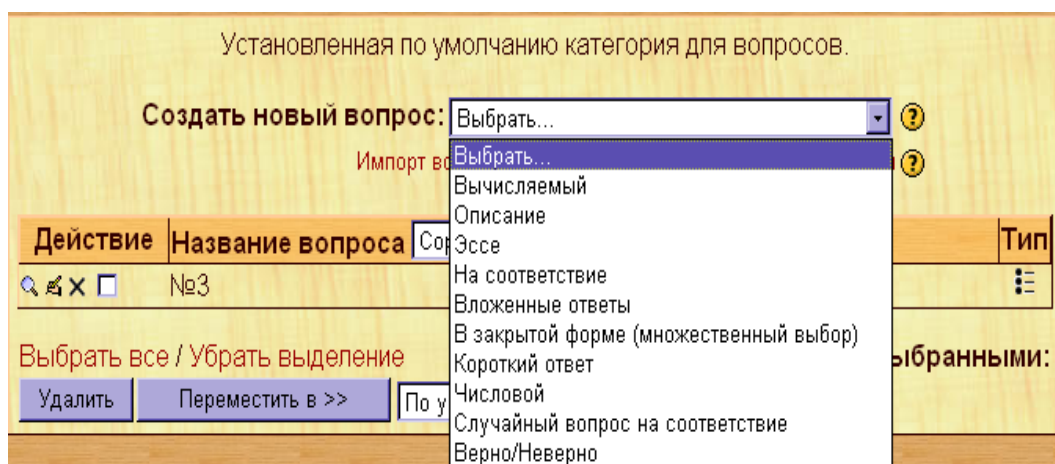 Установленная по умолчанию категория для вопросов.
Создать новый вопрос: Выбрать...
Импорт
Выбрать...
Вычисляемый
Описание
Эссе
На соответствие
Вложенные ответы
В закрытой форме (множественный выбор)
Короткий ответ
Числовой
Случайный вопрос на соответствие
Верно/Неверно
Действие Название вопроса Тип
№3
Выбрать все / Убрать выделение ыбранными:
Удалить Переместить в >> По у